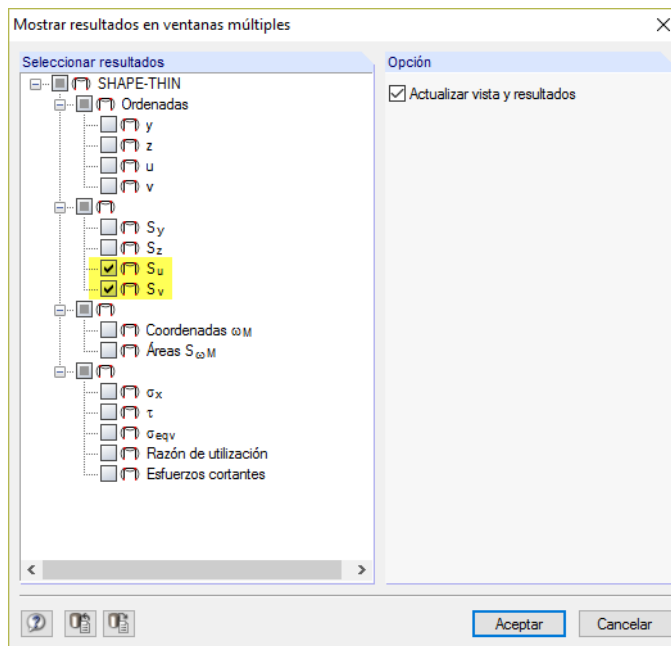 Mostrar resultados en ventanas múltiples
Seleccionar resultados
SHAPE-THIN
Ordenadas
y
z
u
v
Sy
Sz
Su
Sv
Coordenadas ωM
Áreas SωM
σx
τ
σeqv
Razón de utilización
Esfuerzos cortantes
Opción
Actualizar vista y resultados
Aceptar
Cancelar